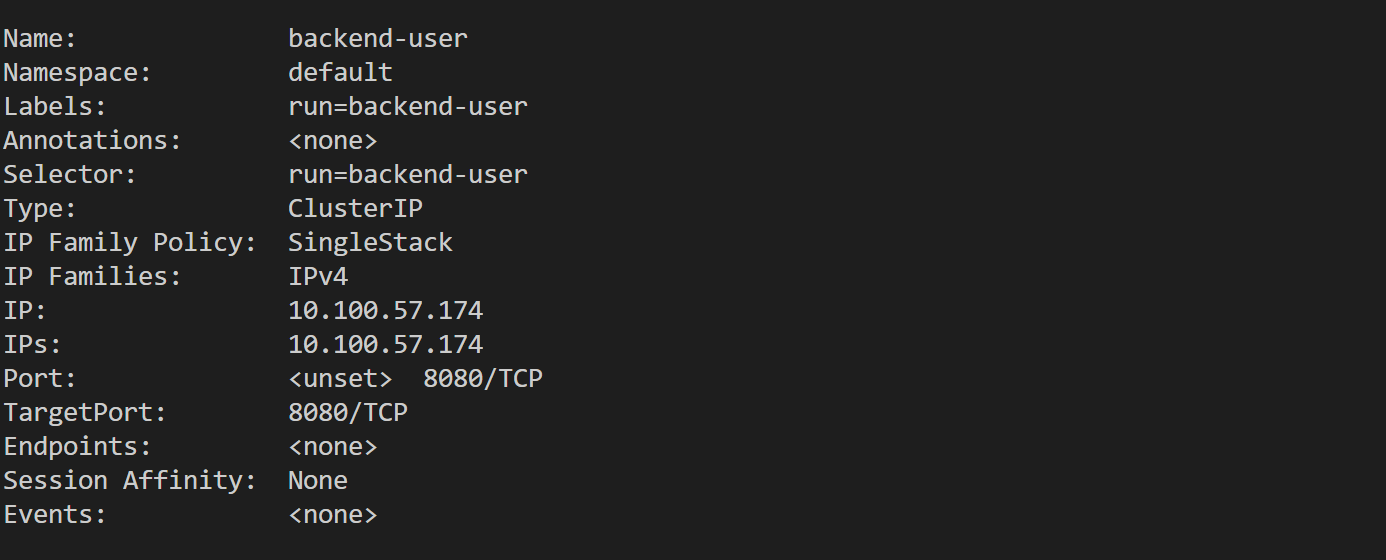 Name:              backend-user
Namespace:         default
Labels:            run=backend-user
Annotations:       <none>
Selector:          run=backend-user
Type:              ClusterIP
IP Family Policy:  SingleStack
IP Families:       IPv4
IP:                10.100.57.174
IPs:               10.100.57.174
Port:              <unset>  8080/TCP
TargetPort:        8080/TCP
Endpoints:         <none>
Session Affinity:  None
Events:            <none>